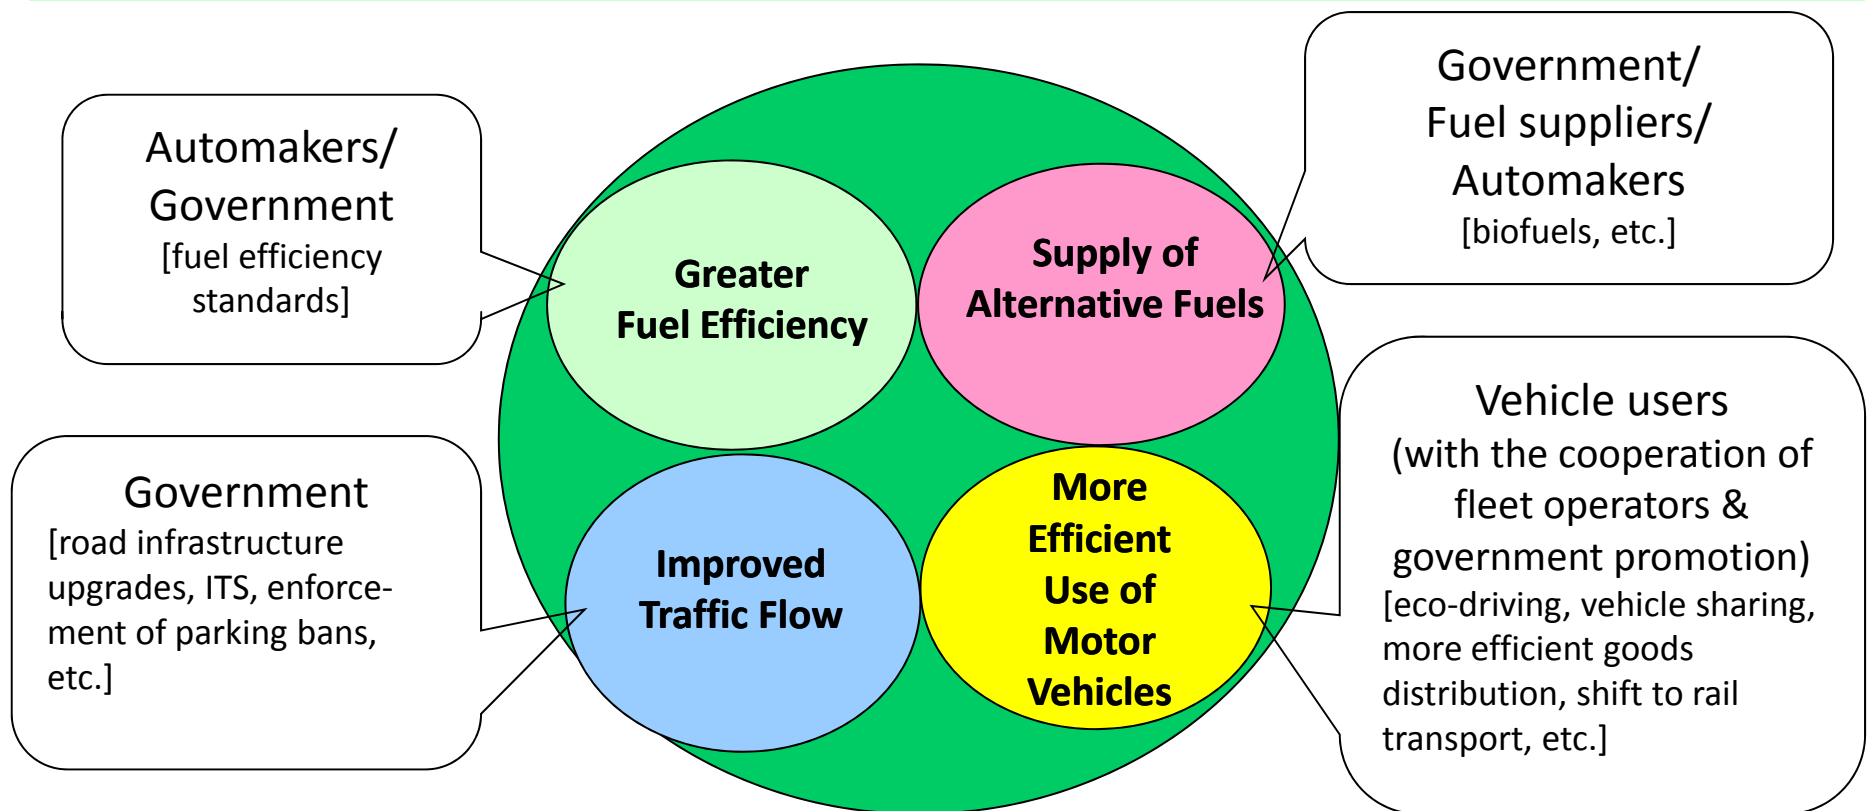 Automakers/
Government
[fuel efficiency
standards]
Government/
Fuel suppliers/
Automakers
[biofuels, etc.]
Greater
Fuel Efficiency
Supply of
Alternative Fuels
Government
[road infrastructure
upgrades, ITS, enforce-
ment of parking bans,
etc.]
Improved
Traffic Flow
More
Efficient
Use of
Motor
Vehicles
Vehicle users
(with the cooperation of
fleet operators &
government promotion)
[eco-driving, vehicle sharing,
more efficient goods
distribution, shift to rail
transport, etc.]